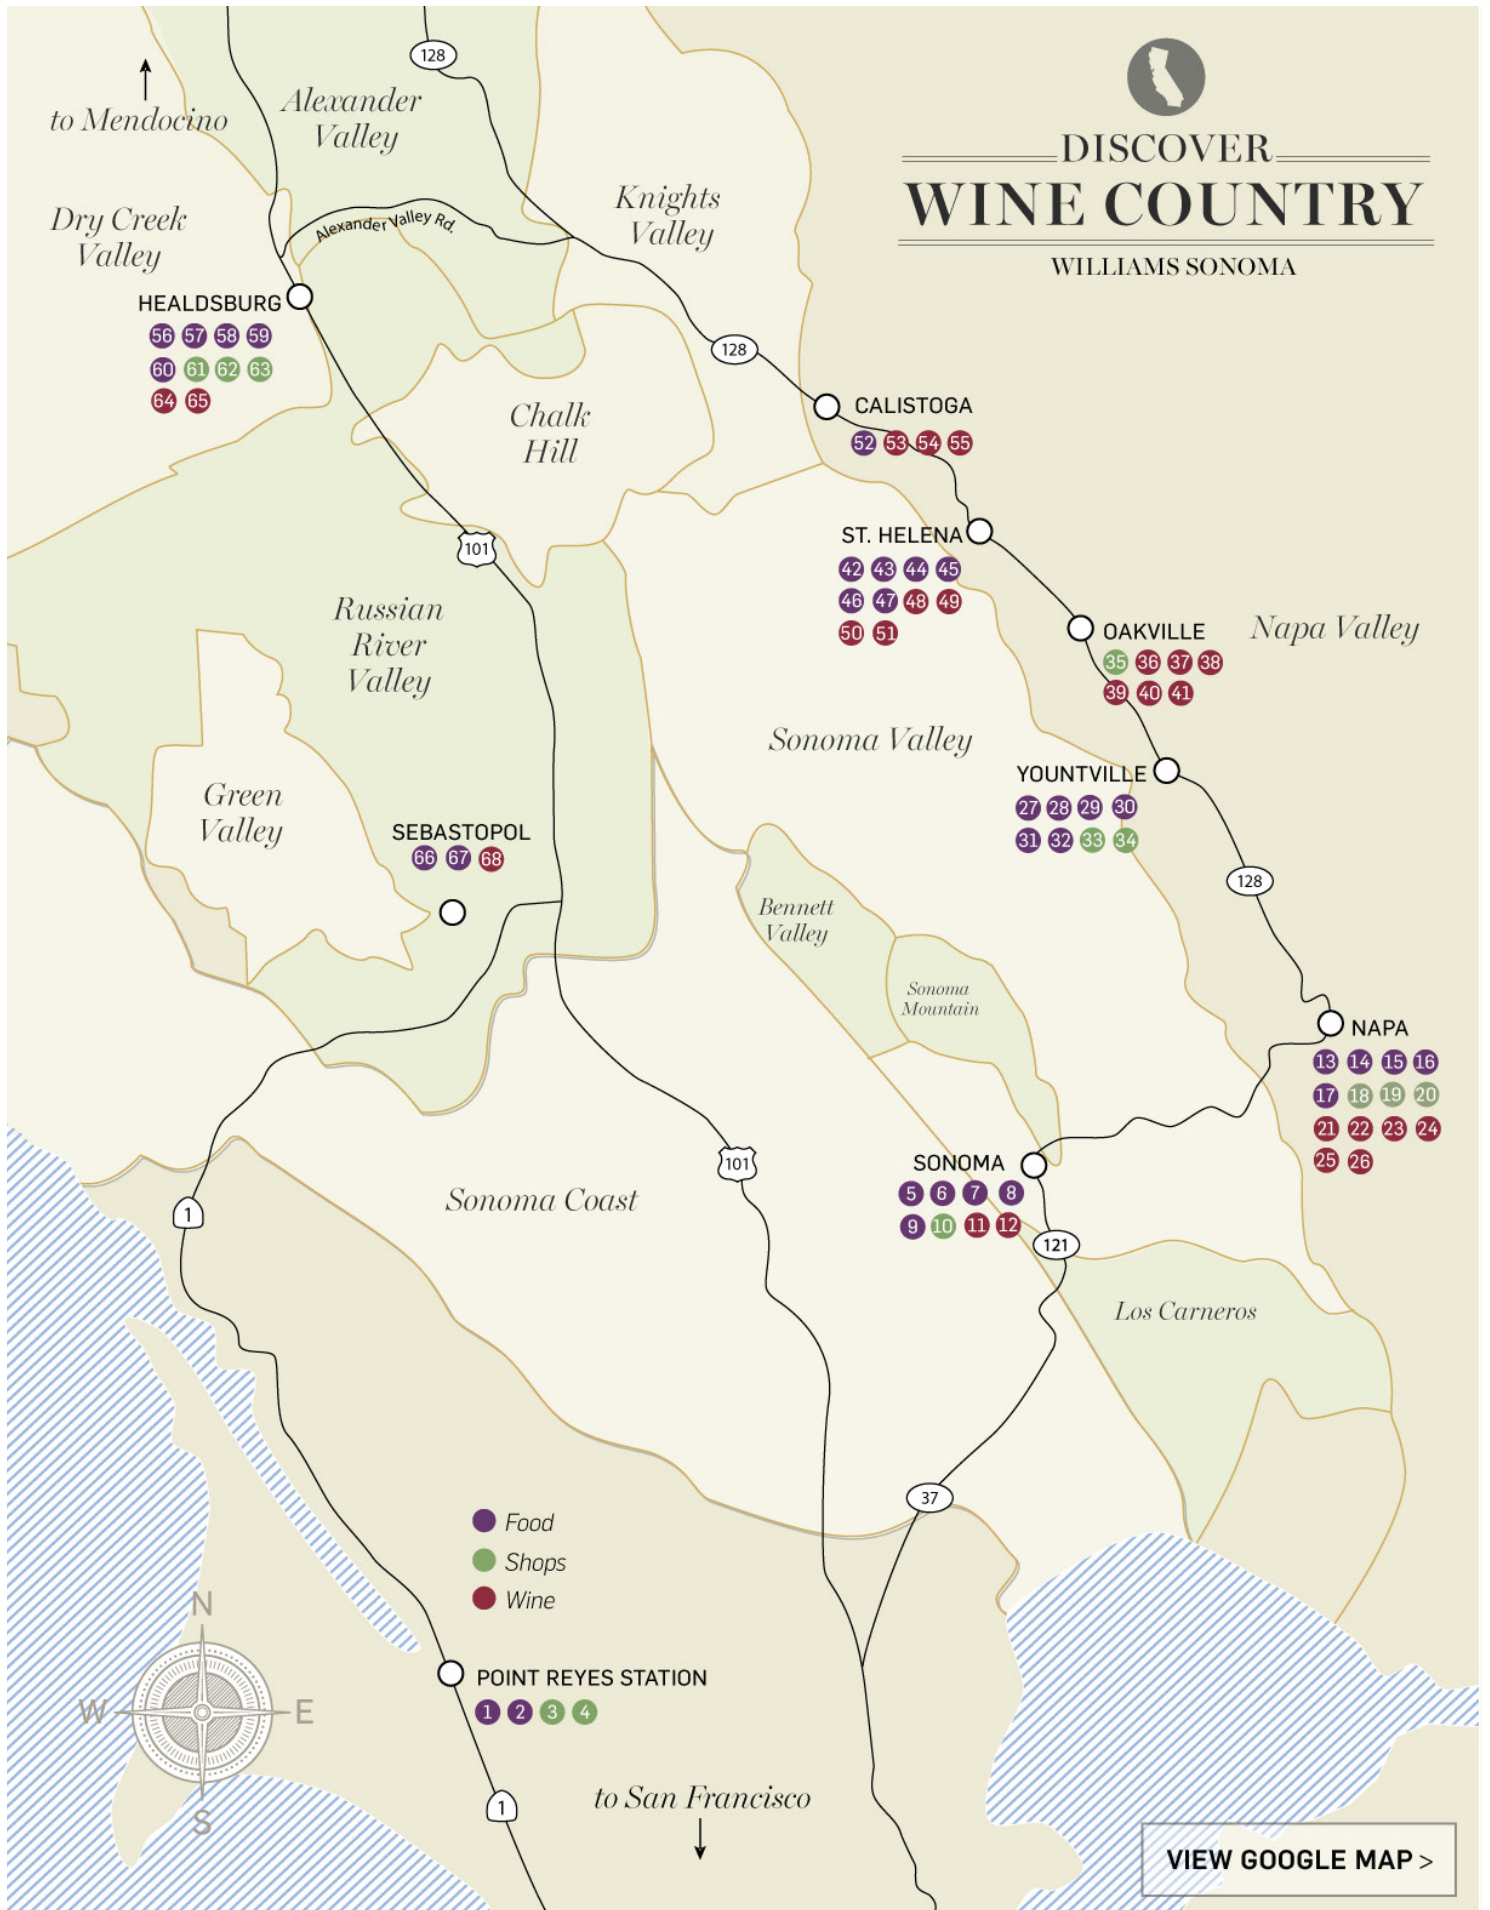 DISCOVER
WINE COUNTRY
WILLIAMS SONOMA
128
to Mendocino
Alexander
Valley
Knights
Valley
Dry Creek
Valley
Alexander Valley Rd.
HEALDSBURG
56 57 58 59
60 61 62 63
64 65
128
CALISTOGA
52 53 54 55
Chalk
Hill
101
ST. HELENA
42 43 44 45
46 47 48 49
50 51
Russian
River
Valley
OAKVILLE
35 36 37 38
39 40 41
Napa Valley
Sonoma Valley
YOUNTVILLE
27 28 29 30
31 32 33 34
Green
Valley
SEBASTOPOL
66 67 68
128
Bennett
Valley
Sonoma
Mountain
NAPA
13 14 15 16
17 18 19 20
21 22 23 24
25 26
SONOMA
5 6 7 8
9 10 11 12
101
Sonoma Coast
1
121
Los Carneros
37
Food
Shops
Wine
N
W E
S
POINT REYES STATION
1 2 3 4
1
to San Francisco
VIEW GOOGLE MAP >